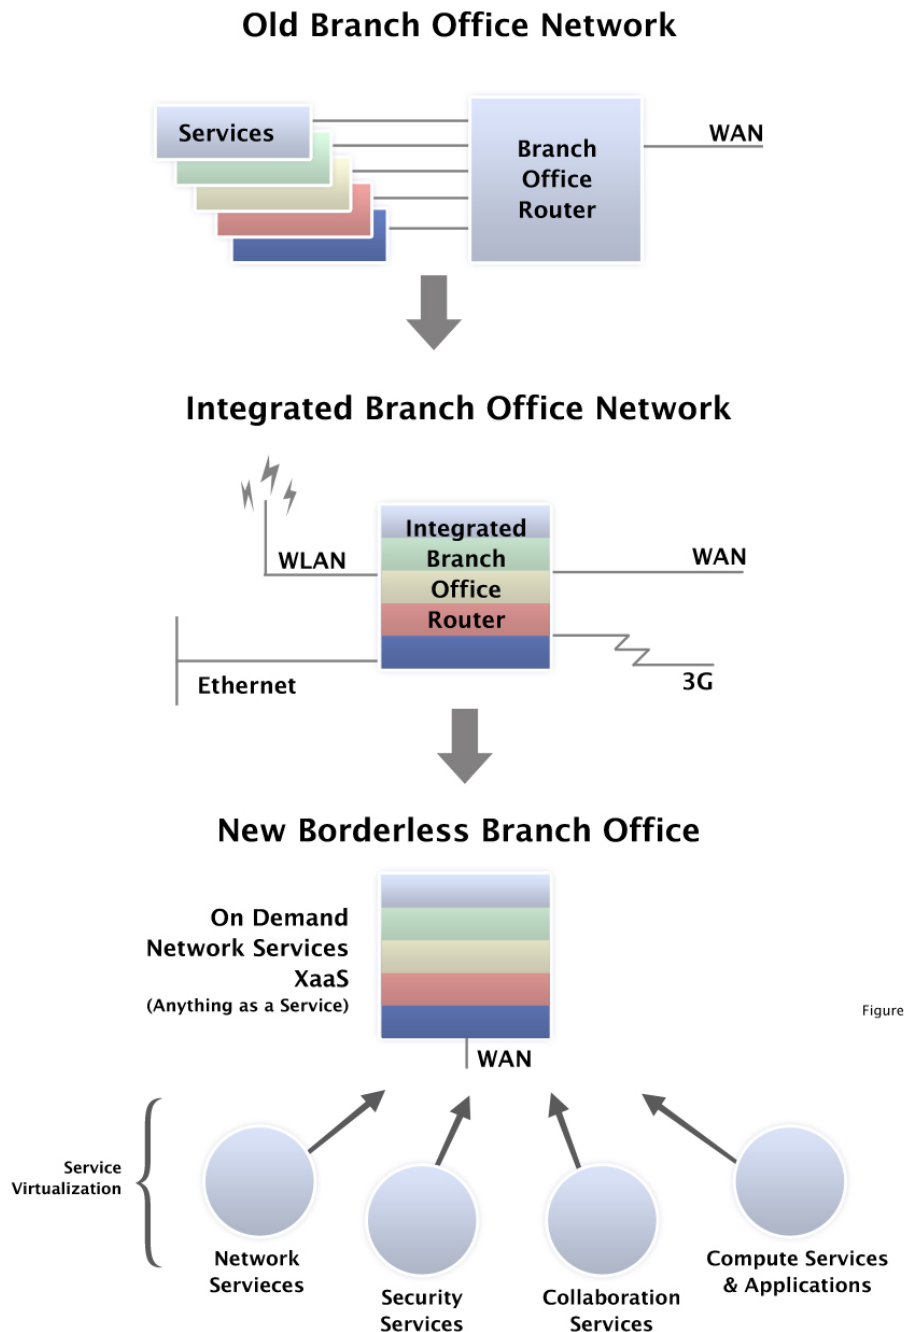 Old Branch Office Network
Services
Branch
Office
Router
WAN
Integrated Branch Office Network
WLAN
Ethernet
Integrated
Branch
Office
Router
WAN
3G
New Borderless Branch Office
On Demand
Network Services
XaaS
(Anything as a Service)
Figure
WAN
Service
Virtualization
Network
Servieces
Security
Services
Collaboration
Services
Compute Services
& Applications